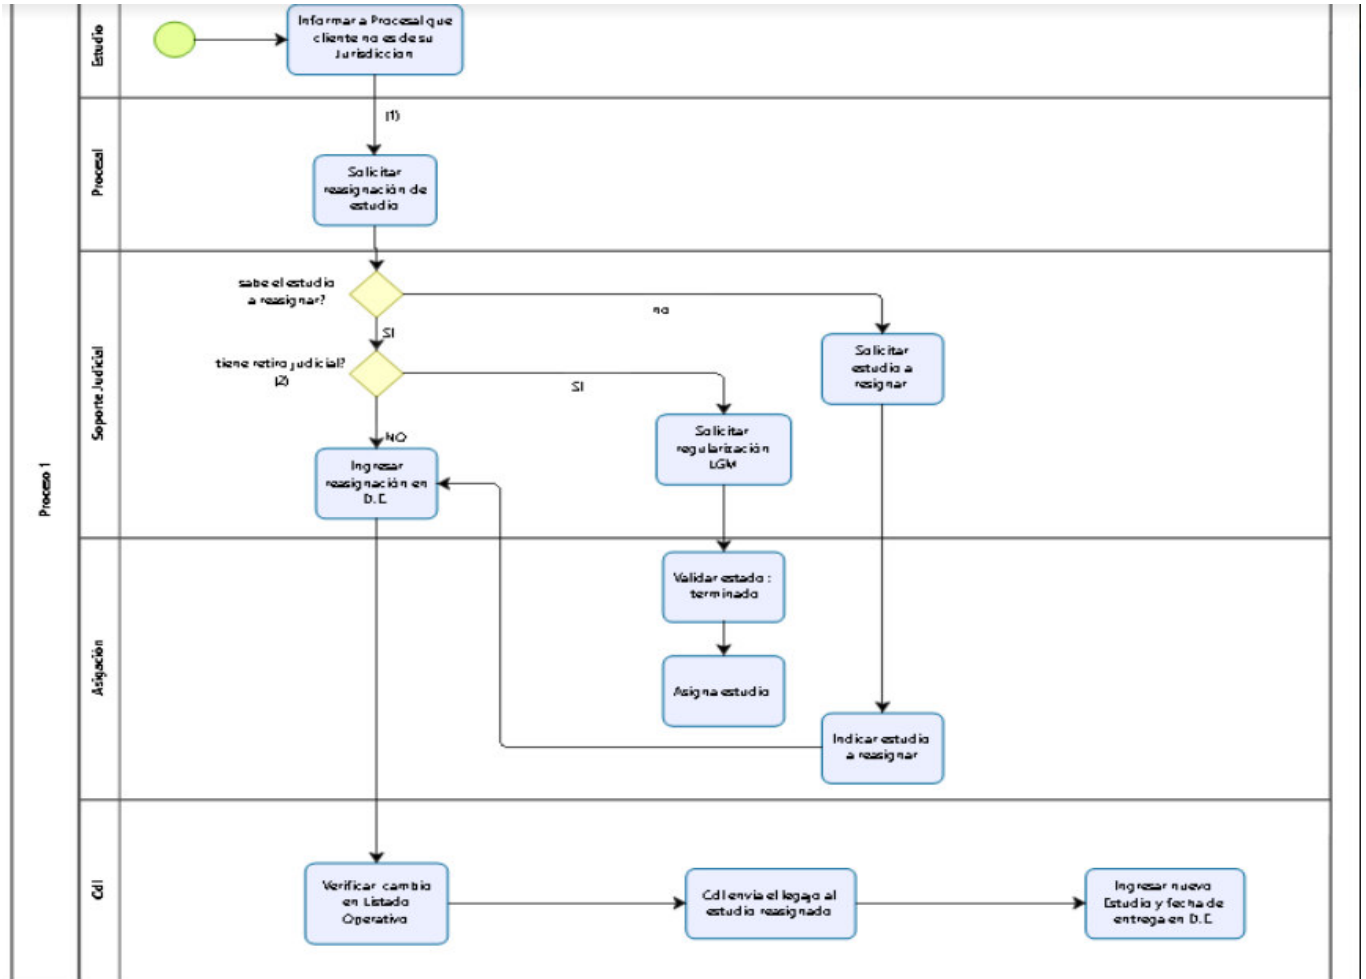 Proceso 1
Estudio
Informar a Procesal que
cliente no es de su
Jurisdiccion
(1)
Procesal
Solicitar
reasignación de
estudio
Soporte Judicial
sabe el estudio
a reasignar?
no
SI
tiene retiro judicial?
(2)
SI
NO
Solicitar
estudio a
resignar
Solicitar
regularización
LGM
Ingresar
reasignación en
D.E
Asigación
Validar estado :
terminado
Asigna estudio
Indicar estudio
a reasignar
Cdl
Verificar cambio
en Listado
Operativo
Cdl envia el legajo al
estudio reasignado
Ingresar nuevo
Estudio y fecha de
entrega en D.E